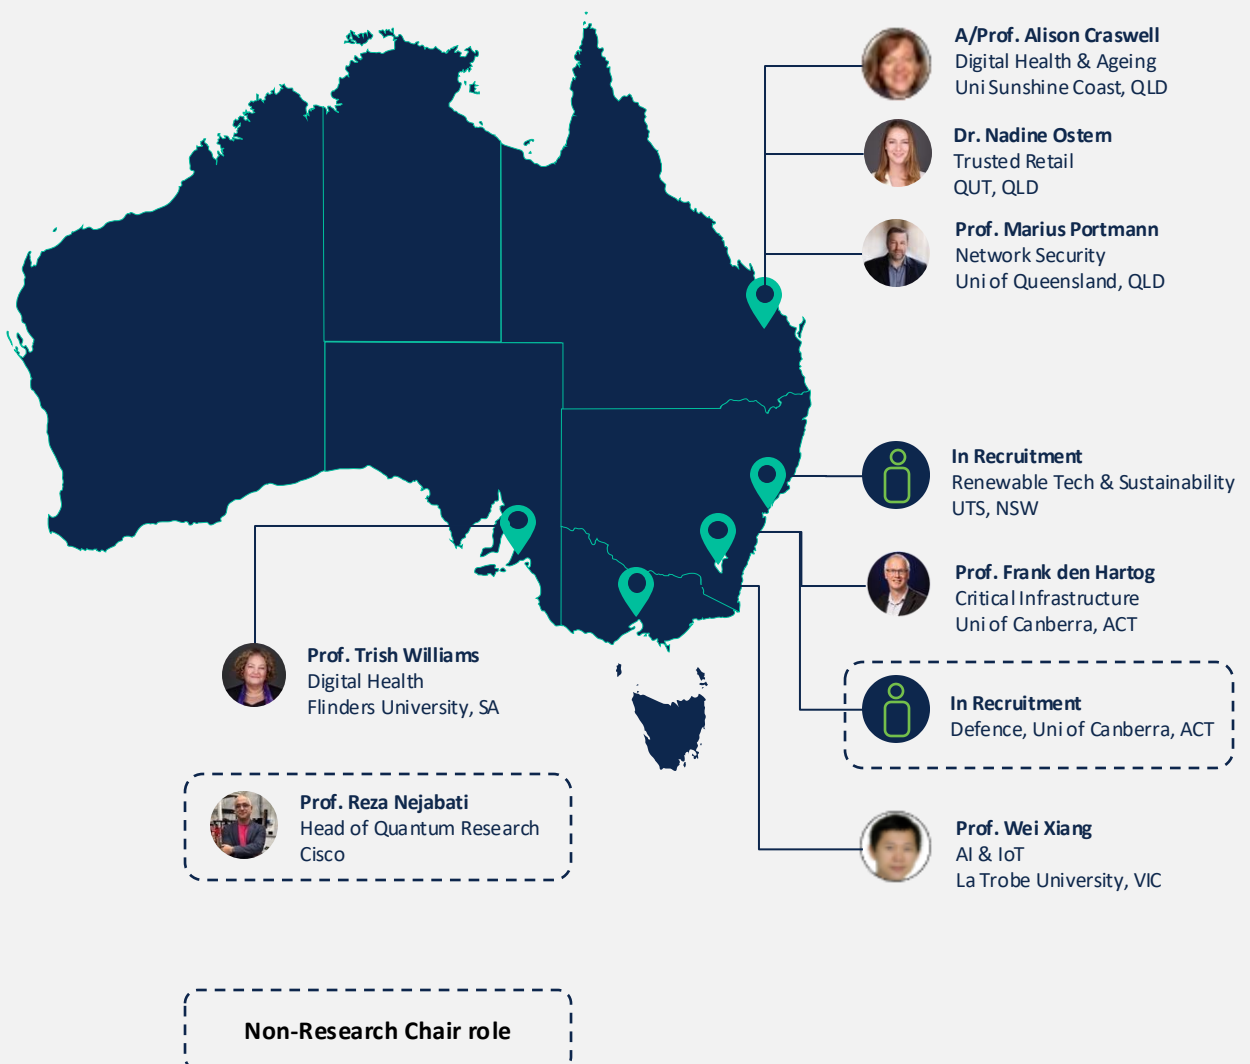 A/Prof. Alison Craswell
Digital Health & Ageing
Uni Sunshine Coast, QLD
Dr. Nadine Ostern
Trusted Retail
QUT, QLD
Prof. Marius Portmann
Network Security
Uni of Queensland, QLD
In Recruitment
Renewable Tech & Sustainability
UTS, NSW
Prof. Frank den Hartog
Critical Infrastructure
Uni of Canberra, ACT
In Recruitment
Defence, Uni of Canberra, ACT
Prof. Wei Xiang
AI & IoT
La Trobe University, VIC
Prof. Trish Williams
Digital Health
Flinders University, SA
Prof. Reza Nejabati
Head of Quantum Research
Cisco
Non-Research Chair role